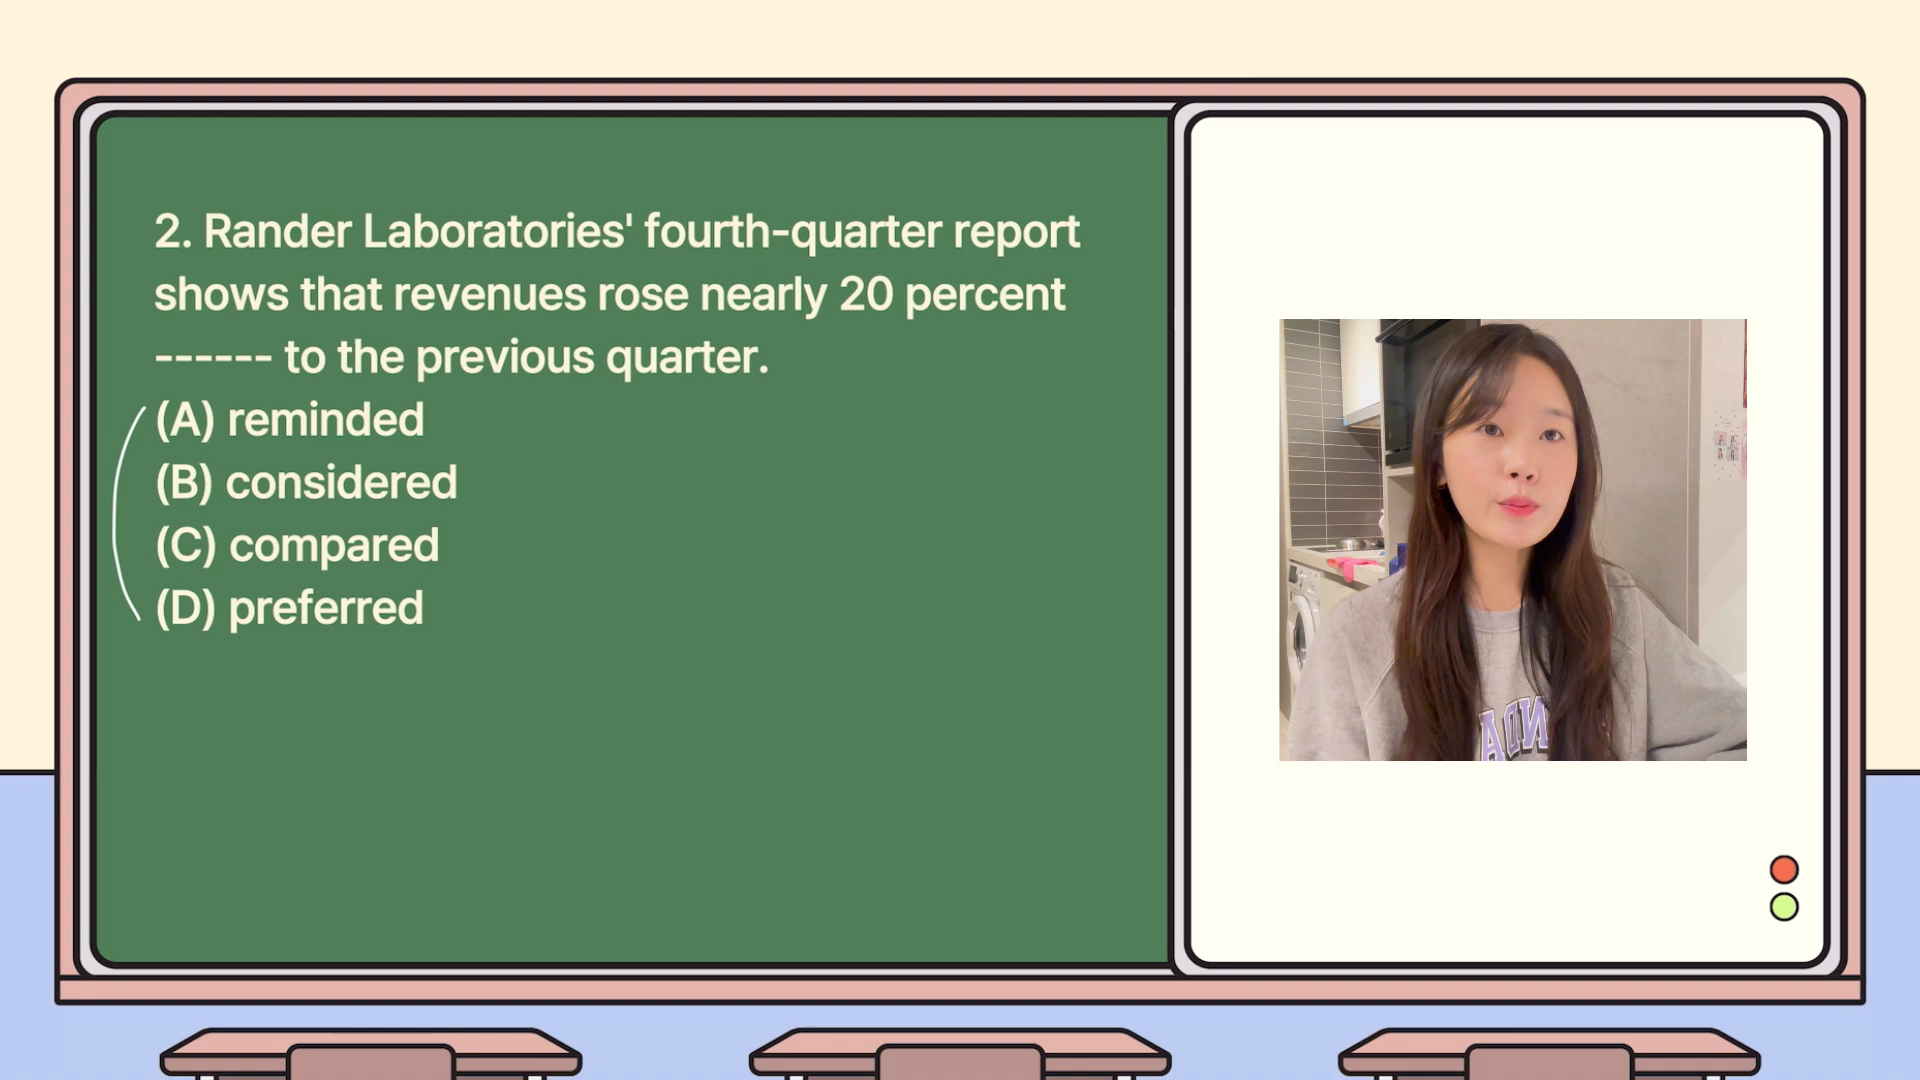 2. Rander Laboratories' fourth-quarter report
shows that revenues rose nearly 20 percent
------ to the previous quarter.
(A) reminded
(B) considered
(C) compared
(D) preferred